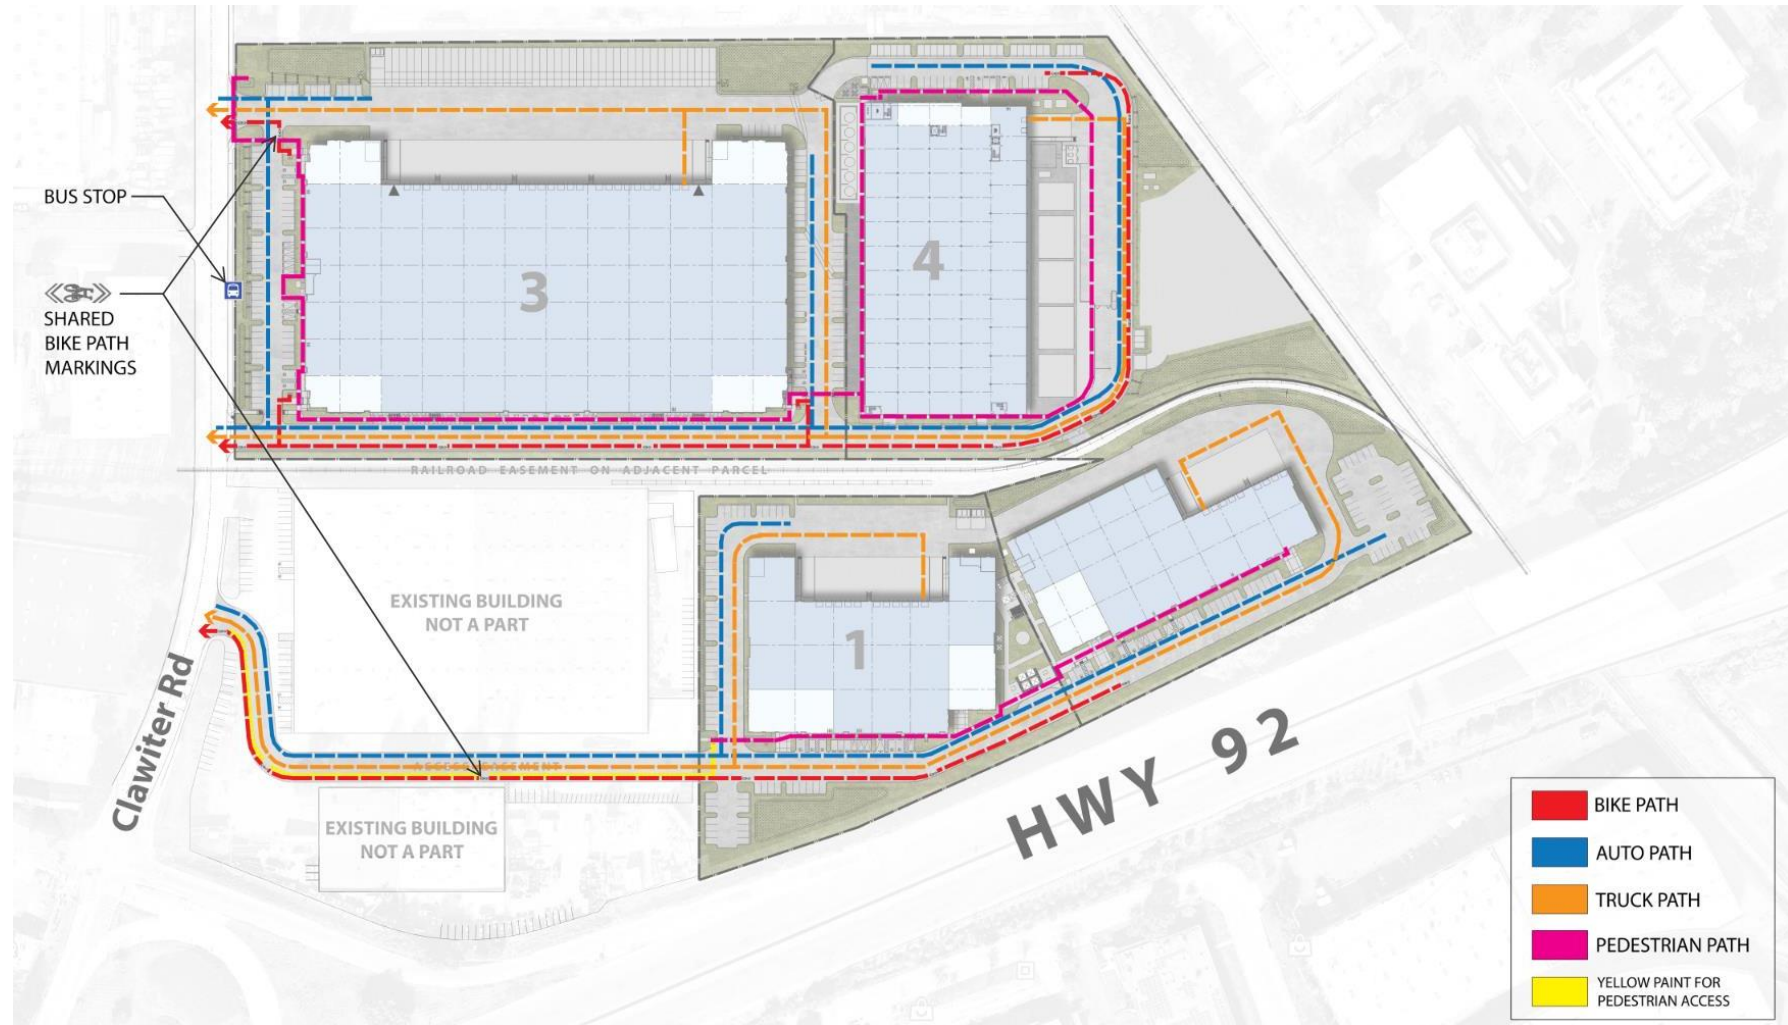 BUS STOP
SHARED
BIKE PATH
MARKINGS
3
4
RAILROAD EASEMENT ON ADJACENT PARCEL
EXISTING BUILDING
NOT A PART
1
ACCESS EASEMENT
EXISTING BUILDING
NOT A PART
Clawiter Rd
HWY 92
BIKE PATH
AUTO PATH
TRUCK PATH
PEDESTRIAN PATH
YELLOW PAINT FOR
PEDESTRIAN ACCESS